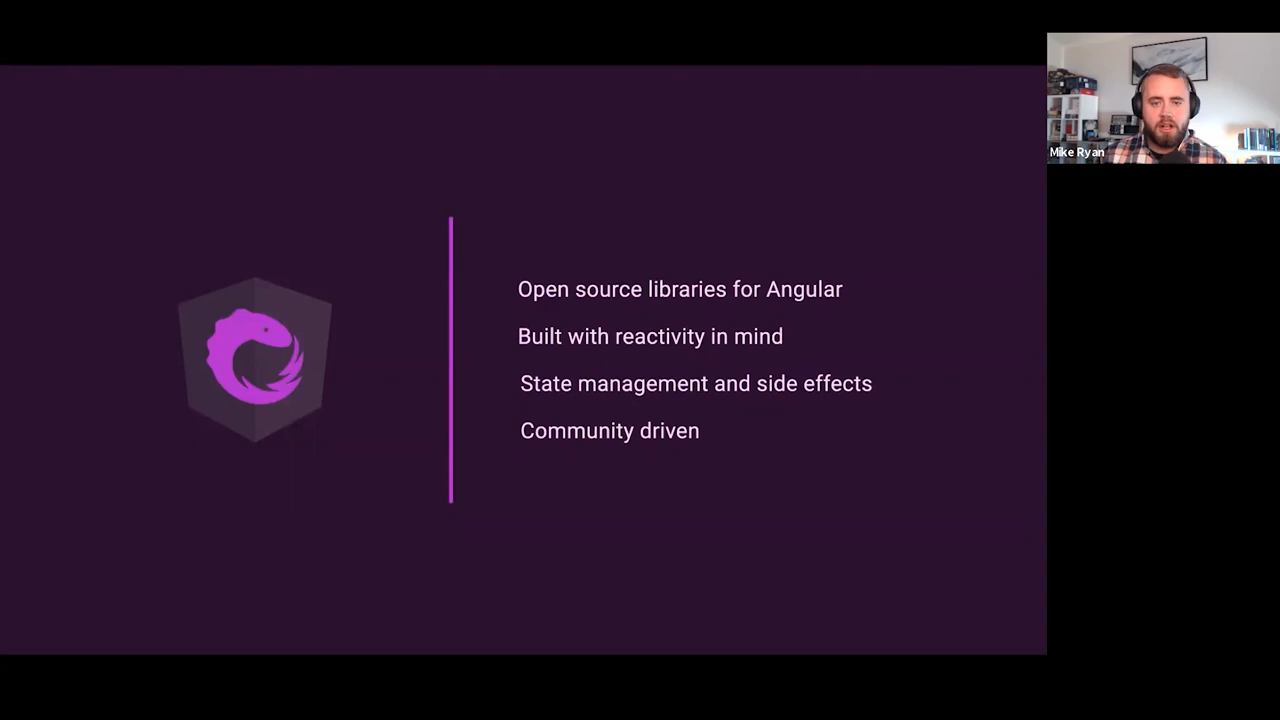 Open source libraries for Angular
Built with reactivity in mind
State management and side effects
Community driven
Mike Ryan